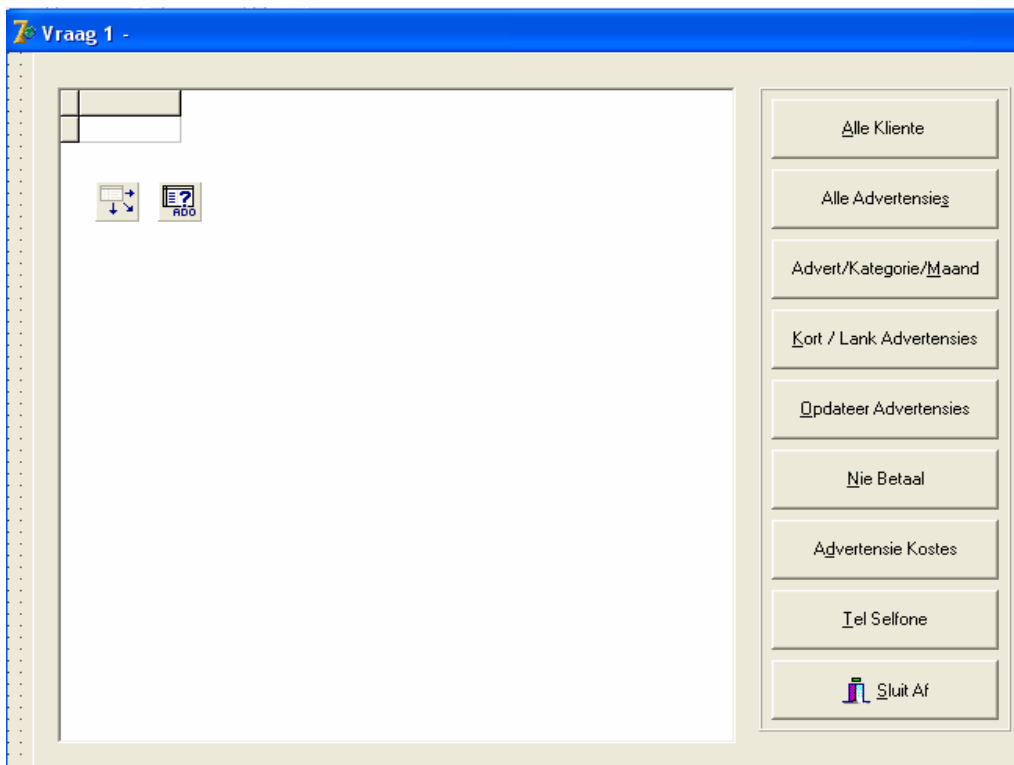 Vraag 1 -
ADO
Alle Kliente
Alle Advertensies
Advert/Kategorie/Maand
Kort / Lank Advertensies
Opdateer Advertensies
Nie Betaal
Advertensie Kostes
Tel Selfone
Sluit Af